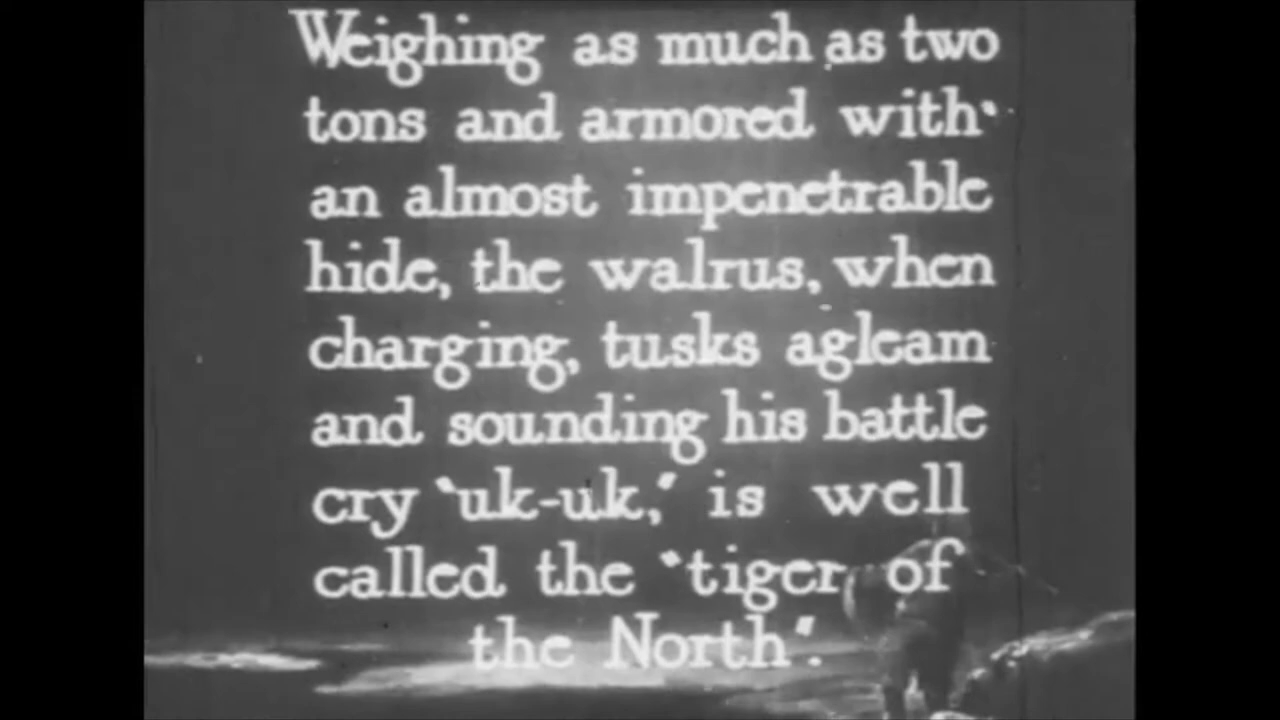 Weighing as much as two
tons and armored with
an almost impenetrable
hide, the walrus, when
charging, tusks agleam
and sounding his battle
cry "uk-uk," is well
called the "tiger of
the North".